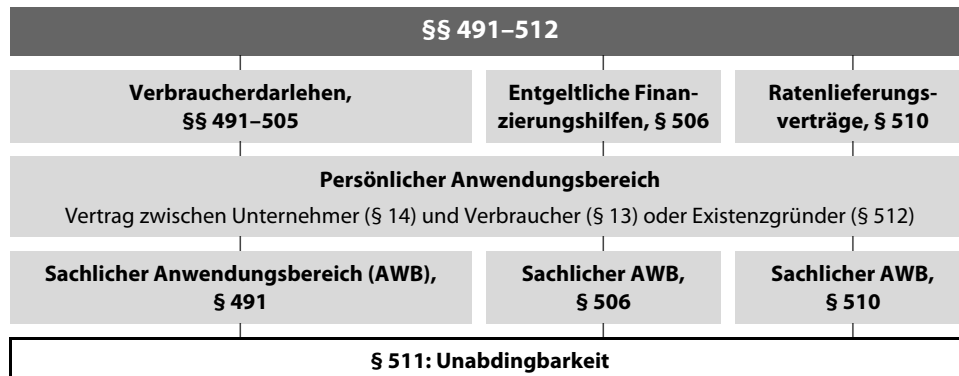 §§ 491–512
Verbraucherdarlehen,
§§ 491–505
Entgeltliche Finan-
zierungshilfen, § 506
Ratenlieferungs-
verträge, § 510
Persönlicher Anwendungsbereich
Vertrag zwischen Unternehmer (§ 14) und Verbraucher (§ 13) oder Existenzgründer (§ 512)
Sachlicher Anwendungsbereich (AWB),
§ 491
Sachlicher AWB,
§ 506
Sachlicher AWB,
§ 510
§ 511: Unabdingbarkeit